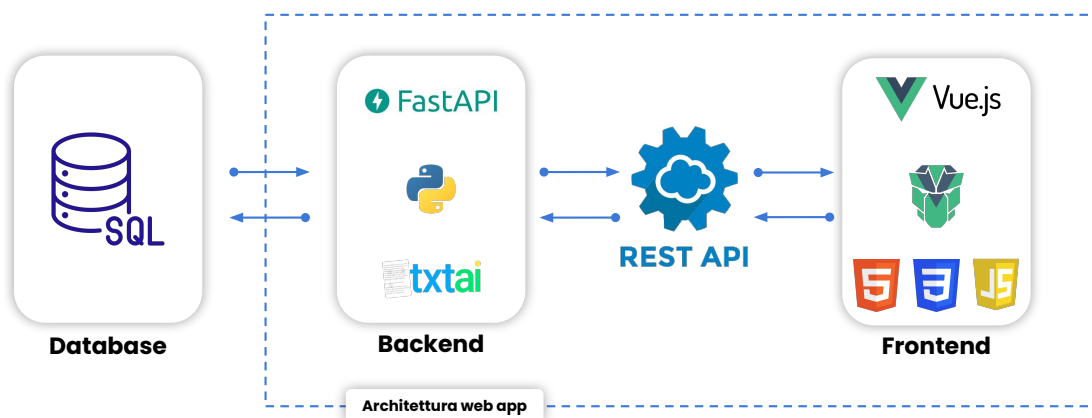 FastAPI
Vue.js
SQL
REST API
txtai
5
3
JS
Database
Backend
Frontend
Architettura web app